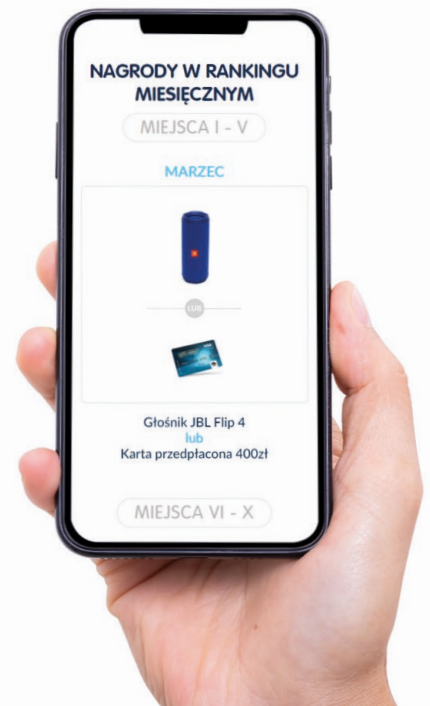 NAGRODY W RANKINGU
MIESIĘCZNYM
MIEJSCA I - V
MARZEC
LUB
Głośnik JBL Flip 4
lub
Karta przedpłacona 400zł
MIEJSCA VI - X